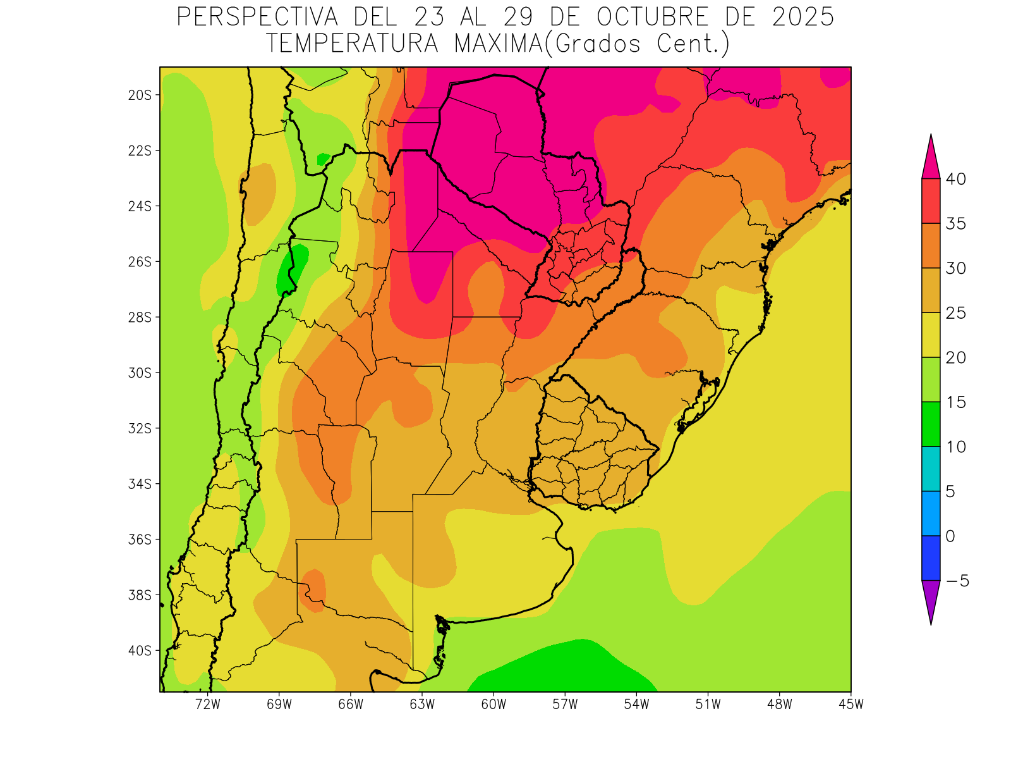 PERSPECTIVA DEL 23 AL 29 DE OCTUBRE DE 2025
TEMPERATURA MAXIMA(Grados Cent.)
20S
22S
24S
26S
28S
30S
32S
34S
36S
38S
40S
72W 69W 66W 63W 60W 57W 54W 51W 48W 45W
40
35
30
25
20
15
10
5
0
−5